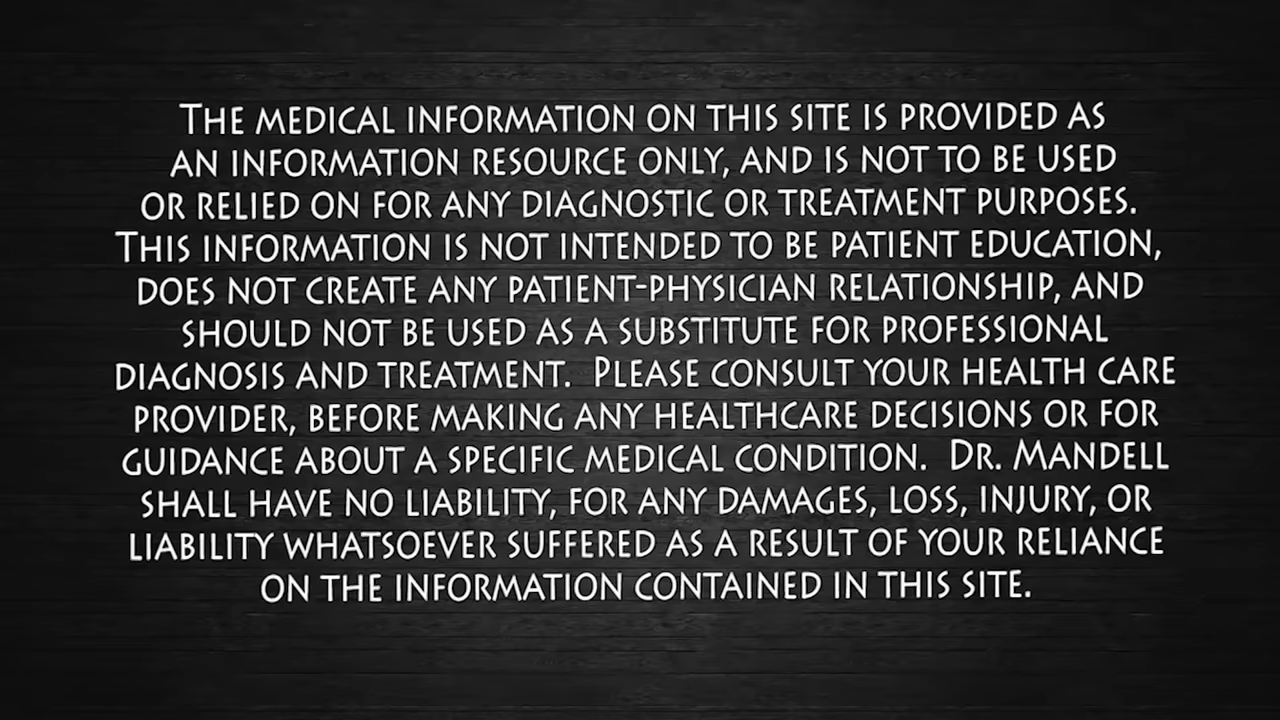 The medical information on this site is provided as
an information resource only, and is not to be used
or relied on for any diagnostic or treatment purposes.
This information is not intended to be patient education,
does not create any patient-physician relationship, and
should not be used as a substitute for professional
diagnosis and treatment.  Please consult your health care
provider, before making any healthcare decisions or for
guidance about a specific medical condition.  Dr. Mandell
shall have no liability, for any damages, loss, injury, or
liability whatsoever suffered as a result of your reliance
on the information contained in this site.